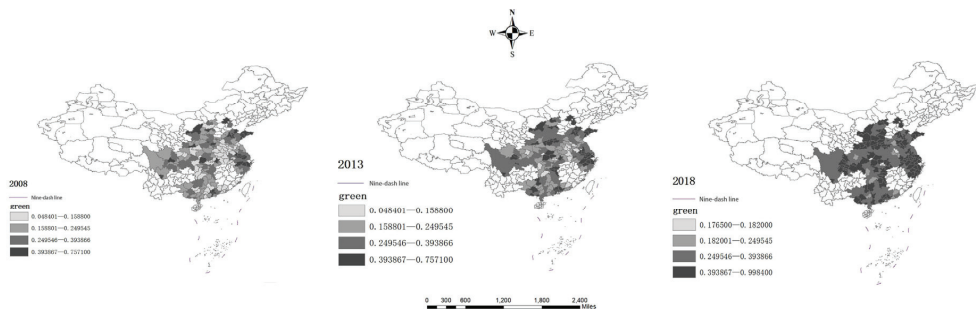 N
W E
S
2008
Nine-dash line
green
0.048401—0.158800
0.158801—0.249545
0.249546—0.393866
0.393867—0.757100
2013
Nine-dash line
green
0.048401—0.158800
0.158801—0.249545
0.249546—0.393866
0.393867—0.757100
2018
Nine-dash line
green
0.176500—0.182000
0.182001—0.249545
0.249546—0.393866
0.393867—0.998400
0 300 600 1,200 1,800 2,400
Miles